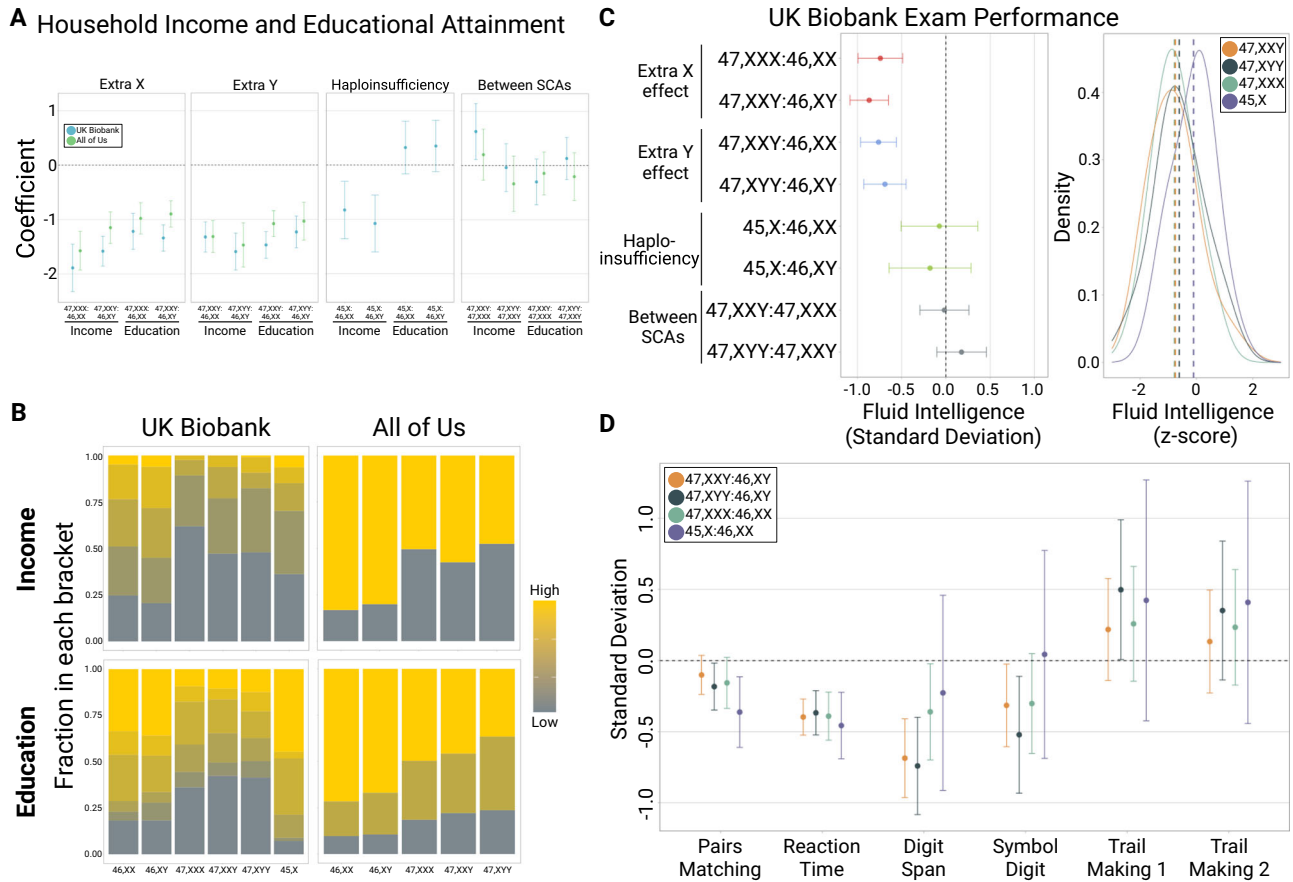 A Household Income and Educational Attainment
Extra X Extra Y Haploinsufficiency Between SCAs
UK Biobank
All of Us
Coefficient
1
0
-1
-2
47,XXX: 47,XXY: 47,XXX: 47,XXY: 47,XXY: 47,XYY: 47,XXY: 47,XYY: 45,X: 45,X: 45,X: 45,X: 47,XXY: 47,XYY: 47,XXY: 47,XYY:
46,XX 46,XY 46,XX 46,XY 46,XX 46,XY 46,XX 46,XY 46,XX 46,XY 46,XX 46,XY 47,XXX 47,XXY 47,XXX 47,XXY
Income Education Income Education Income Education Income Education
B
UK Biobank All of Us
Fraction in each bracket
Income
1.00
0.75
0.50
0.25
0.00
Education
1.00
0.75
0.50
0.25
0.00
46,XX 46,XY 47,XXX 47,XXY 47,XYY 45,X 46,XX 46,XY 47,XXX 47,XXY 47,XYY
High
Low
C UK Biobank Exam Performance
Extra X
effect
47,XXX:46,XX
47,XXY:46,XY
Extra Y
effect
47,XXY:46,XX
47,XYY:46,XY
Haplo-
insufficiency
45,X:46,XX
45,X:46,XY
Between
SCAs
47,XXY:47,XXX
47,XYY:47,XXY
-1.0 -0.5 0.0 0.5 1.0
Fluid Intelligence
(Standard Deviation)
47,XXY
47,XYY
47,XXX
45,X
Density
0.4
0.3
0.2
0.1
0.0
-2 0 2
Fluid Intelligence
(z-score)
D
47,XXY:46,XY
47,XYY:46,XY
47,XXX:46,XX
45,X:46,XX
Standard Deviation
1.0
0.5
0.0
-0.5
-1.0
Pairs Reaction Digit Symbol Trail Trail
Matching Time Span Digit Making 1 Making 2